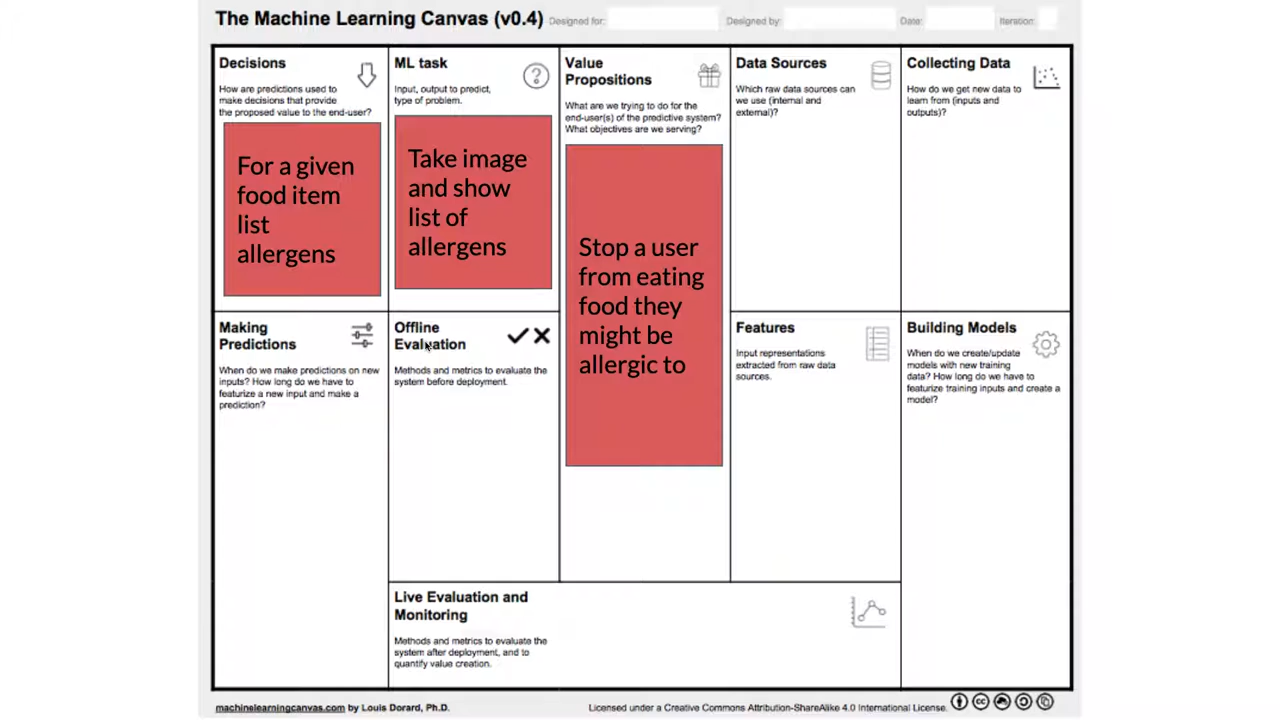 The Machine Learning Canvas (v0.4) Designed for: Designed by: Date: Iteration:
Decisions
How are predictions used to
make decisions that provide
the proposed value to the end-user?
For a given
food item
list
allergens
ML task
Input, output to predict,
type of problem.
Take image
and show
list of
allergens
Value
Propositions
What are we trying to do for the
end-user(s) of the predictive system?
What objectives are we serving?
Stop a user
from eating
food they
might be
allergic to
Data Sources
Which raw data sources can
we use (internal and
external)?
Collecting Data
How do we get new data to
learn from (inputs and
outputs)?
Making
Predictions
When do we make predictions on new
inputs? How long do we have to
featurize a new input and make a
prediction?
Offline
Evaluation
Methods and metrics to evaluate the
system before deployment.
Features
Input representations
extracted from raw data
sources.
Building Models
When do we create/update
models with new training
data? How long do we have to
featurize training inputs and create a
model?
Live Evaluation and
Monitoring
Methods and metrics to evaluate the
system after deployment, and to
quantify value creation.
machinelearningcanvas.com by Louis Dorard, Ph.D.
Licensed under a Creative Commons Attribution-ShareAlike 4.0 International License.